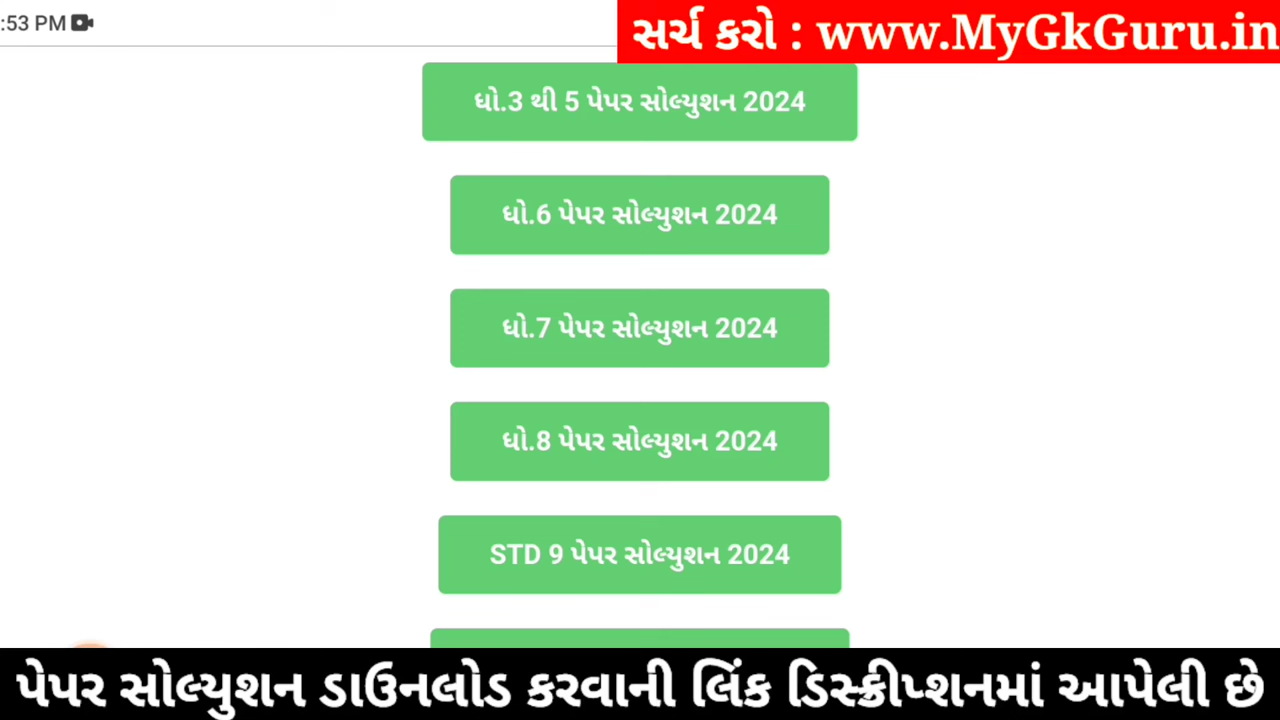 :53 PM
સર્ચ કરો : www.MyGkGuru.in
ધો.3 થી 5 પેપર સોલ્યુશન 2024
ધો.6 પેપર સોલ્યુશન 2024
ધો.7 પેપર સોલ્યુશન 2024
ધો.8 પેપર સોલ્યુશન 2024
STD 9 પેપર સોલ્યુશન 2024
પેપર સોલ્યુશન ડાઉનલોડ કરવાની લિંક ડિસ્ક્રીપ્શનમાં આપેલી છે